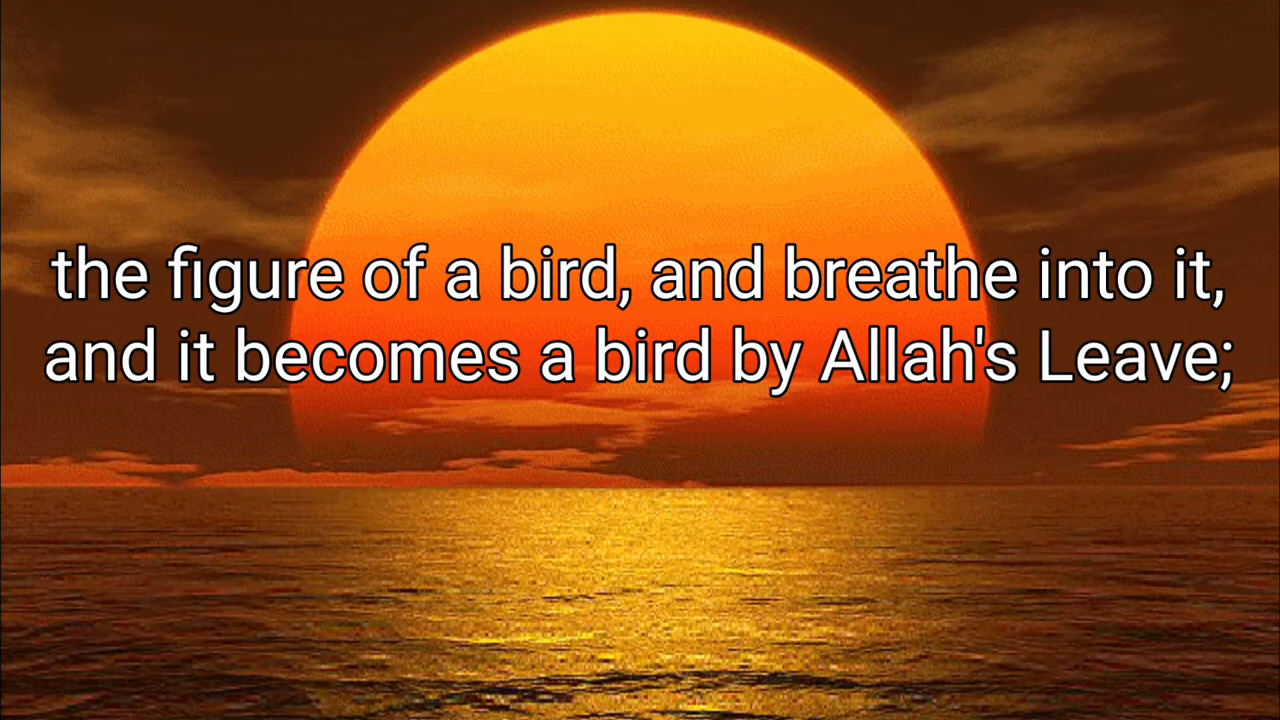 the figure of a bird, and breathe into it,
and it becomes a bird by Allah's Leave;